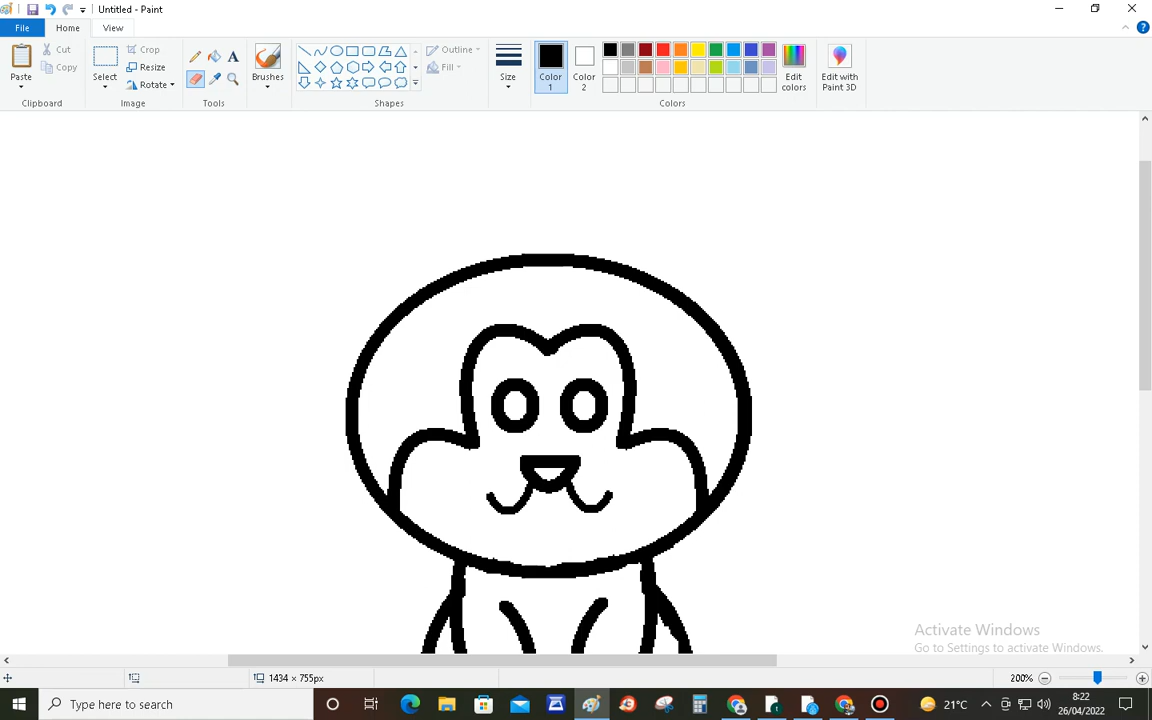 Untitled - Paint
File Home View
Paste
Cut
Copy
Clipboard
Select
Crop
Resize
Rotate
Image
Tools
A
Brushes
Shapes
Outline
Fill
Size
Color
1
Color
2
Colors
Edit
colors
Edit with
Paint 3D
Activate Windows
Go to Settings to activate Windows.
1434 × 755px
200%
Type here to search
21°C
8:22
26/04/2022